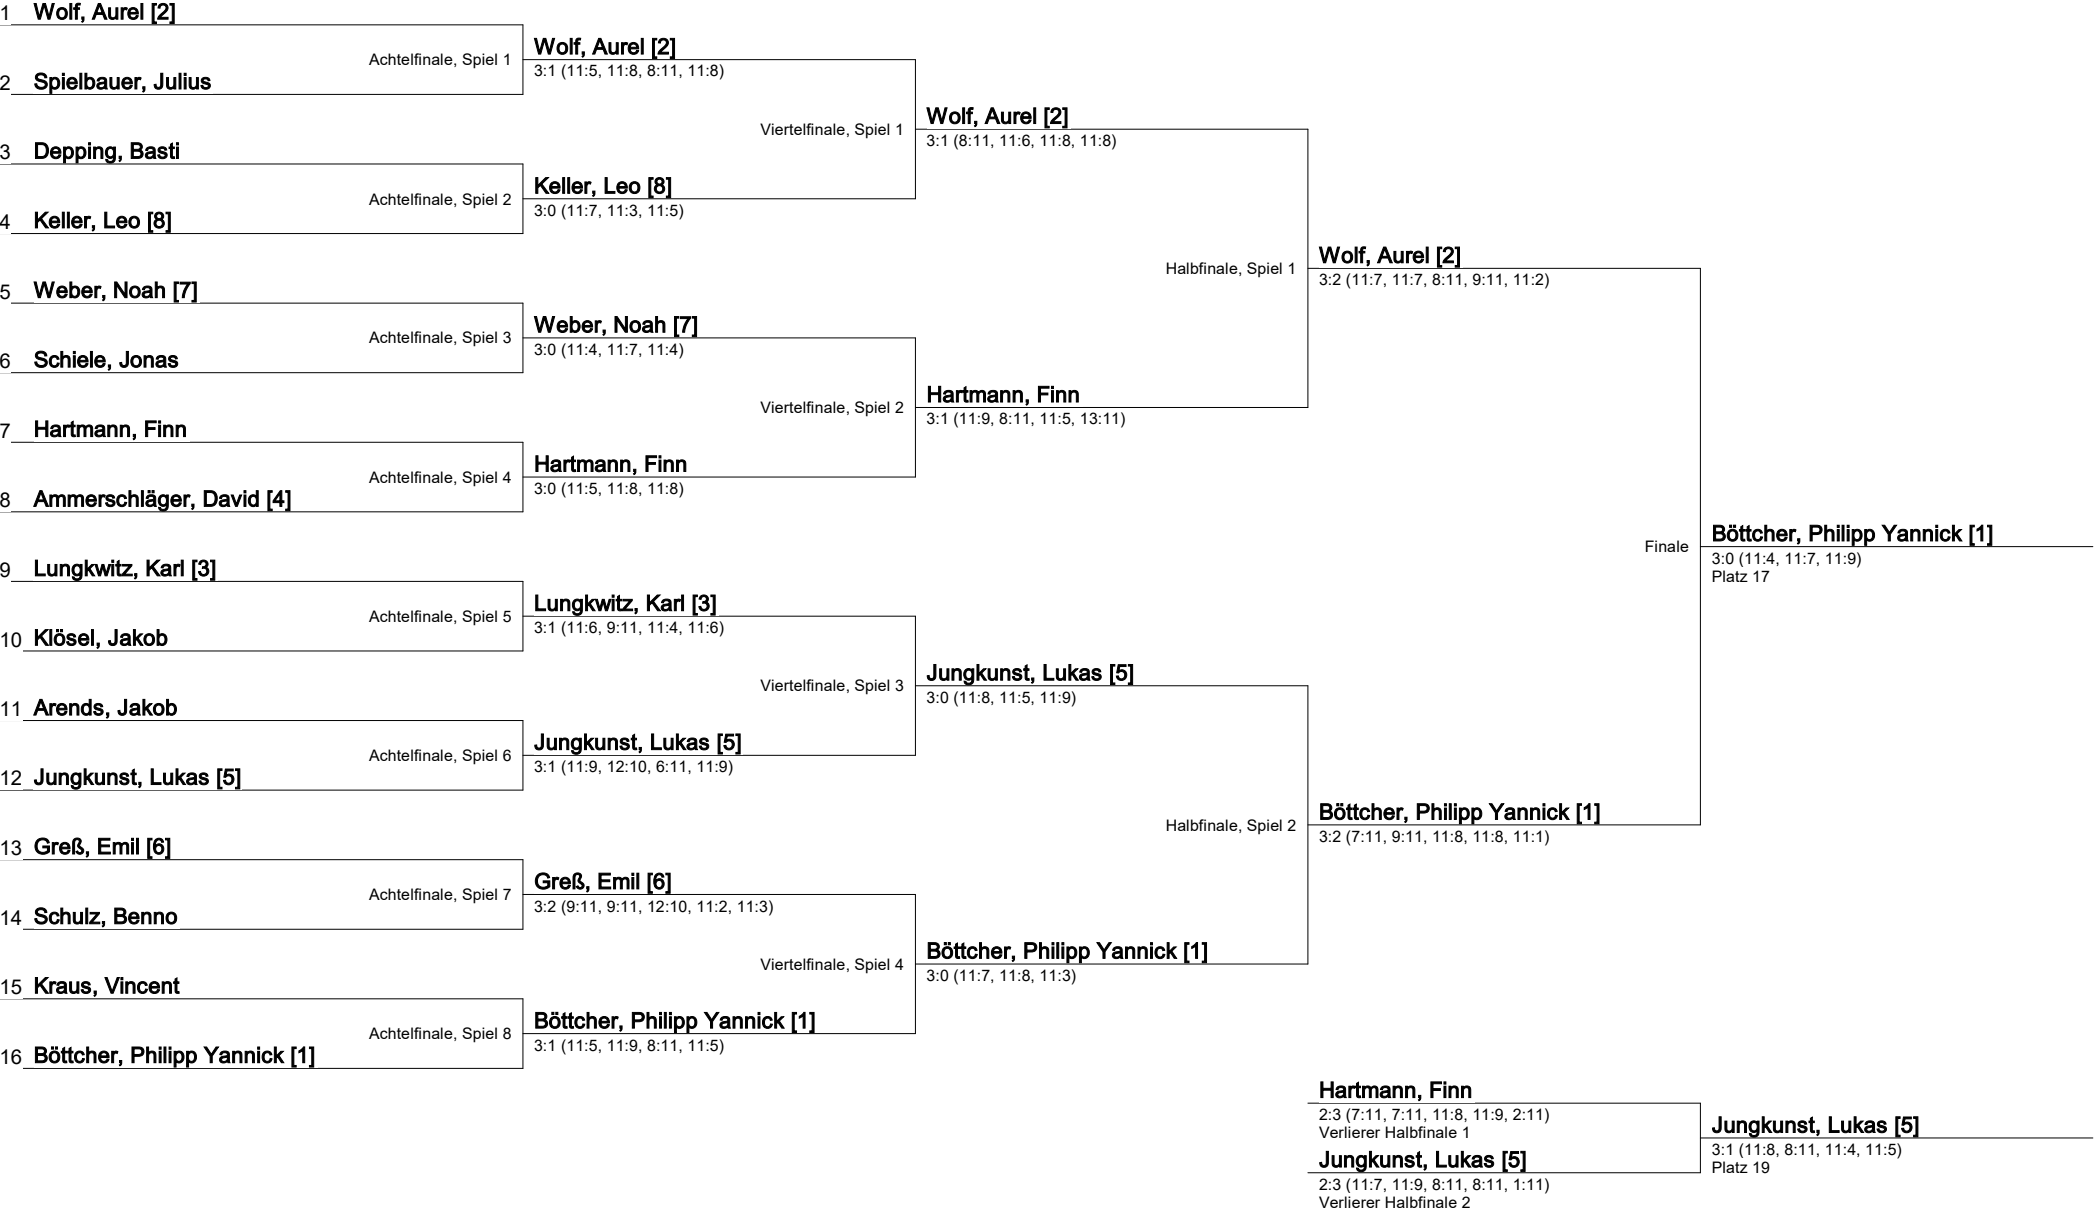 1 Wolf, Aurel [2]
Achtelfinale, Spiel 1
2 Spielbauer, Julius
3 Depping, Basti
Achtelfinale, Spiel 2
4 Keller, Leo [8]
5 Weber, Noah [7]
Achtelfinale, Spiel 3
6 Schiele, Jonas
7 Hartmann, Finn
Achtelfinale, Spiel 4
8 Ammerschläger, David [4]
9 Lungkwitz, Karl [3]
Achtelfinale, Spiel 5
10 Klösel, Jakob
11 Arends, Jakob
Achtelfinale, Spiel 6
12 Jungkunst, Lukas [5]
13 Greß, Emil [6]
Achtelfinale, Spiel 7
14 Schulz, Benno
15 Kraus, Vincent
Achtelfinale, Spiel 8
16 Böttcher, Philipp Yannick [1]
Wolf, Aurel [2]
3:1 (11:5, 11:8, 8:11, 11:8)
Viertelfinale, Spiel 1
Keller, Leo [8]
3:0 (11:7, 11:3, 11:5)
Weber, Noah [7]
3:0 (11:4, 11:7, 11:4)
Viertelfinale, Spiel 2
Hartmann, Finn
3:0 (11:5, 11:8, 11:8)
Lungkwitz, Karl [3]
3:1 (11:6, 9:11, 11:4, 11:6)
Viertelfinale, Spiel 3
Jungkunst, Lukas [5]
3:1 (11:9, 12:10, 6:11, 11:9)
Greß, Emil [6]
3:2 (9:11, 9:11, 12:10, 11:2, 11:3)
Viertelfinale, Spiel 4
Böttcher, Philipp Yannick [1]
3:1 (11:5, 11:9, 8:11, 11:5)
Wolf, Aurel [2]
3:1 (8:11, 11:6, 11:8, 11:8)
Halbfinale, Spiel 1
Hartmann, Finn
3:1 (11:9, 8:11, 11:5, 13:11)
Jungkunst, Lukas [5]
3:0 (11:8, 11:5, 11:9)
Halbfinale, Spiel 2
Böttcher, Philipp Yannick [1]
3:0 (11:7, 11:8, 11:3)
Wolf, Aurel [2]
3:2 (11:7, 11:7, 8:11, 9:11, 11:2)
Finale
Böttcher, Philipp Yannick [1]
3:2 (7:11, 9:11, 11:8, 11:8, 11:1)
Böttcher, Philipp Yannick [1]
3:0 (11:4, 11:7, 11:9)
Platz 17
Hartmann, Finn
2:3 (7:11, 7:11, 11:8, 11:9, 2:11)
Verlierer Halbfinale 1
Jungkunst, Lukas [5]
2:3 (11:7, 11:9, 8:11, 8:11, 1:11)
Verlierer Halbfinale 2
Jungkunst, Lukas [5]
3:1 (11:8, 8:11, 11:4, 11:5)
Platz 19